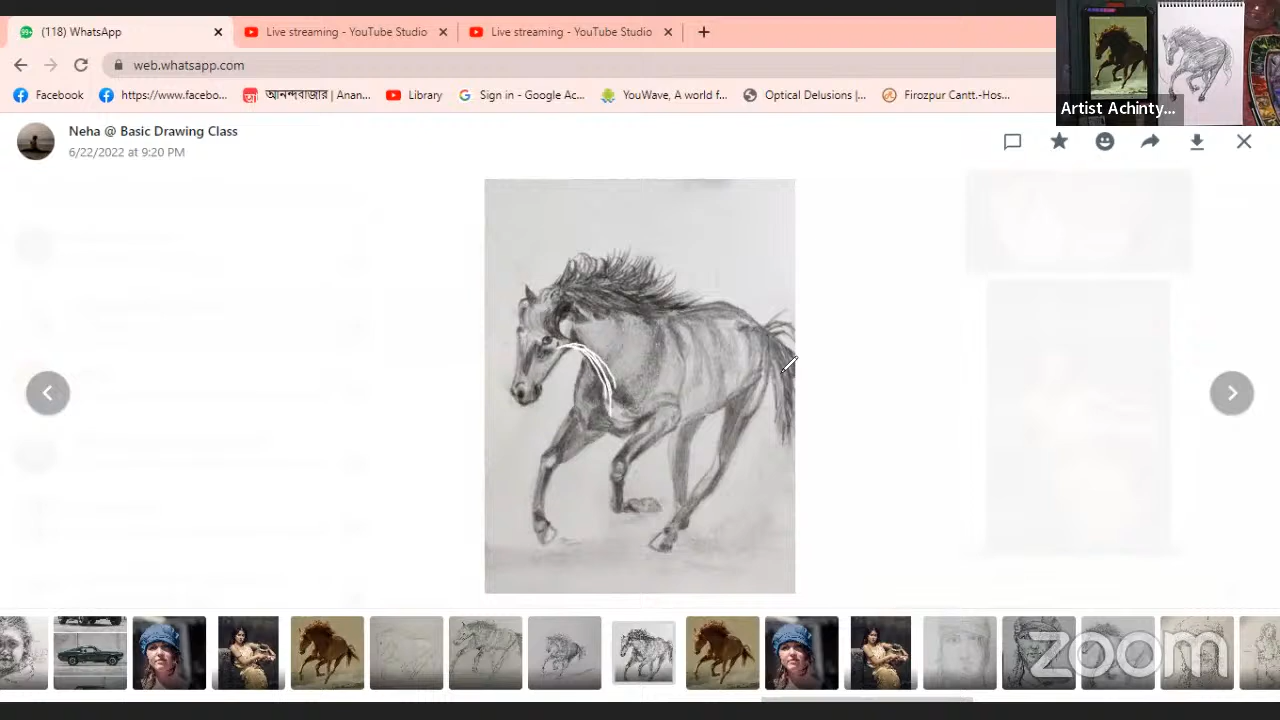 (118) WhatsApp
Live streaming - YouTube Studio
Live streaming - YouTube Studio
web.whatsapp.com
Facebook
https://www.facebo...
আনন্দবাজার | Anan...
Library
Sign in - Google Ac...
YouWave, A world f...
Optical Delusions |...
Firozpur Cantt.-Hos...
Artist Achinty...
Neha @ Basic Drawing Class
6/22/2022 at 9:20 PM
99+
zoom